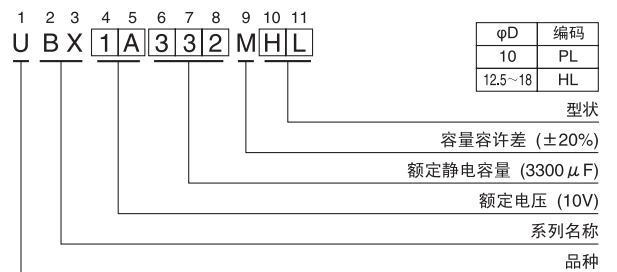 1 2 3 4 5 6 7 8 9 10 11
U B X 1 A 3 3 2 M H L
φD 编码
10 PL
12.5~18 HL
型状
容量容许差 (±20%)
额定静电容量 (3300μF)
额定电压 (10V)
系列名称
品种